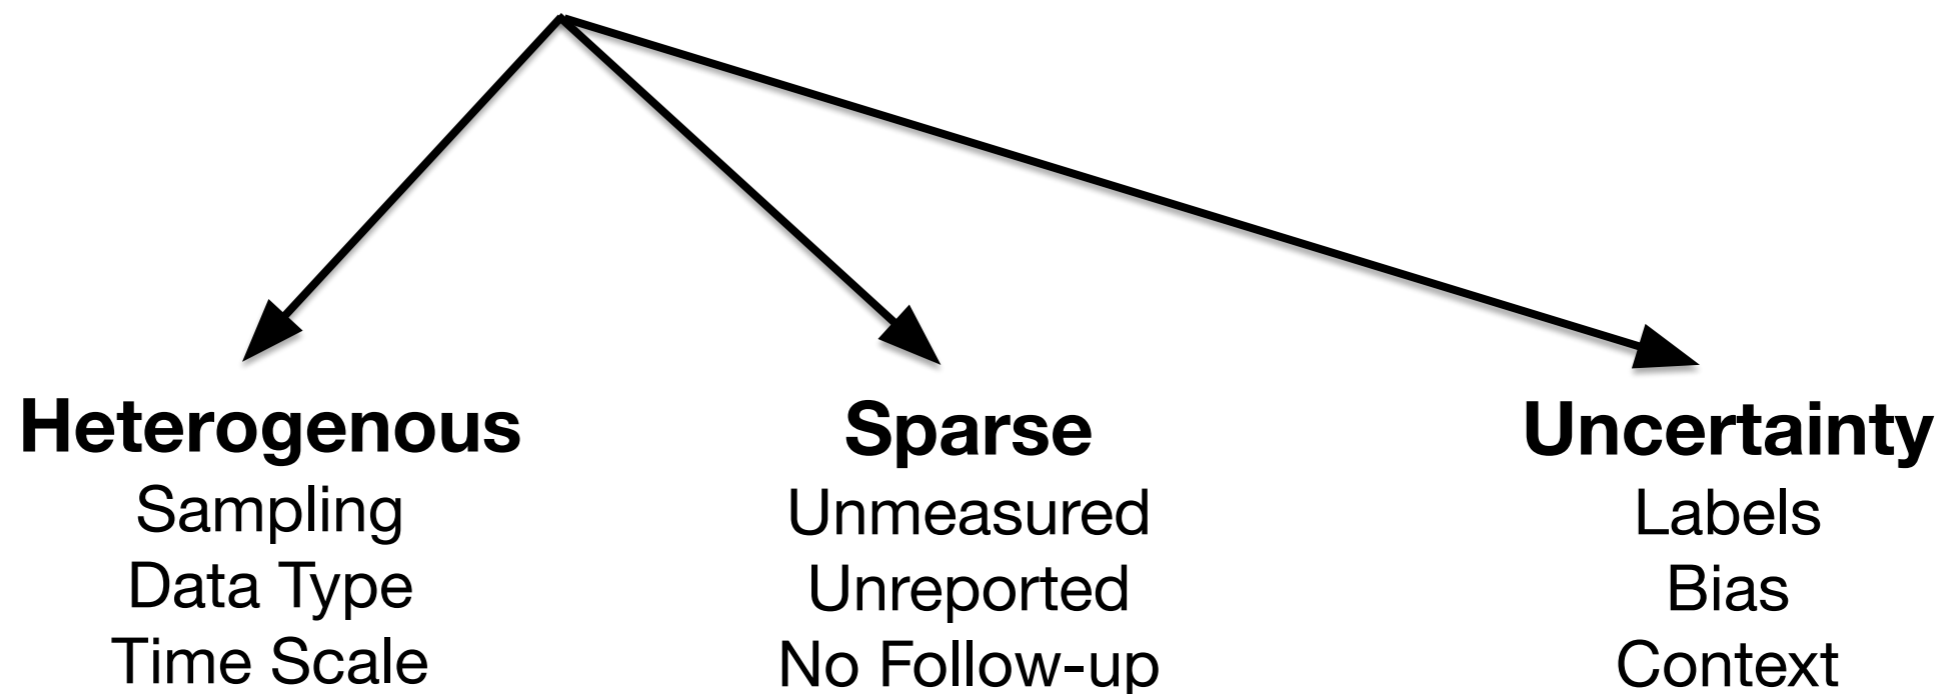 Heterogenous
Sampling
Data Type
Time Scale
Sparse
Unmeasured
Unreported
No Follow-up
Uncertainty
Labels
Bias
Context